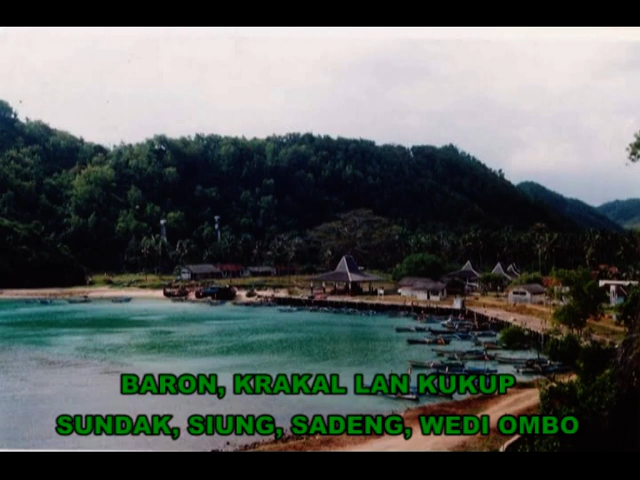 BARON, KRAKAL LAN KUKUP
SUNDAK, SIUNG, SADENG, WEDI OMBO